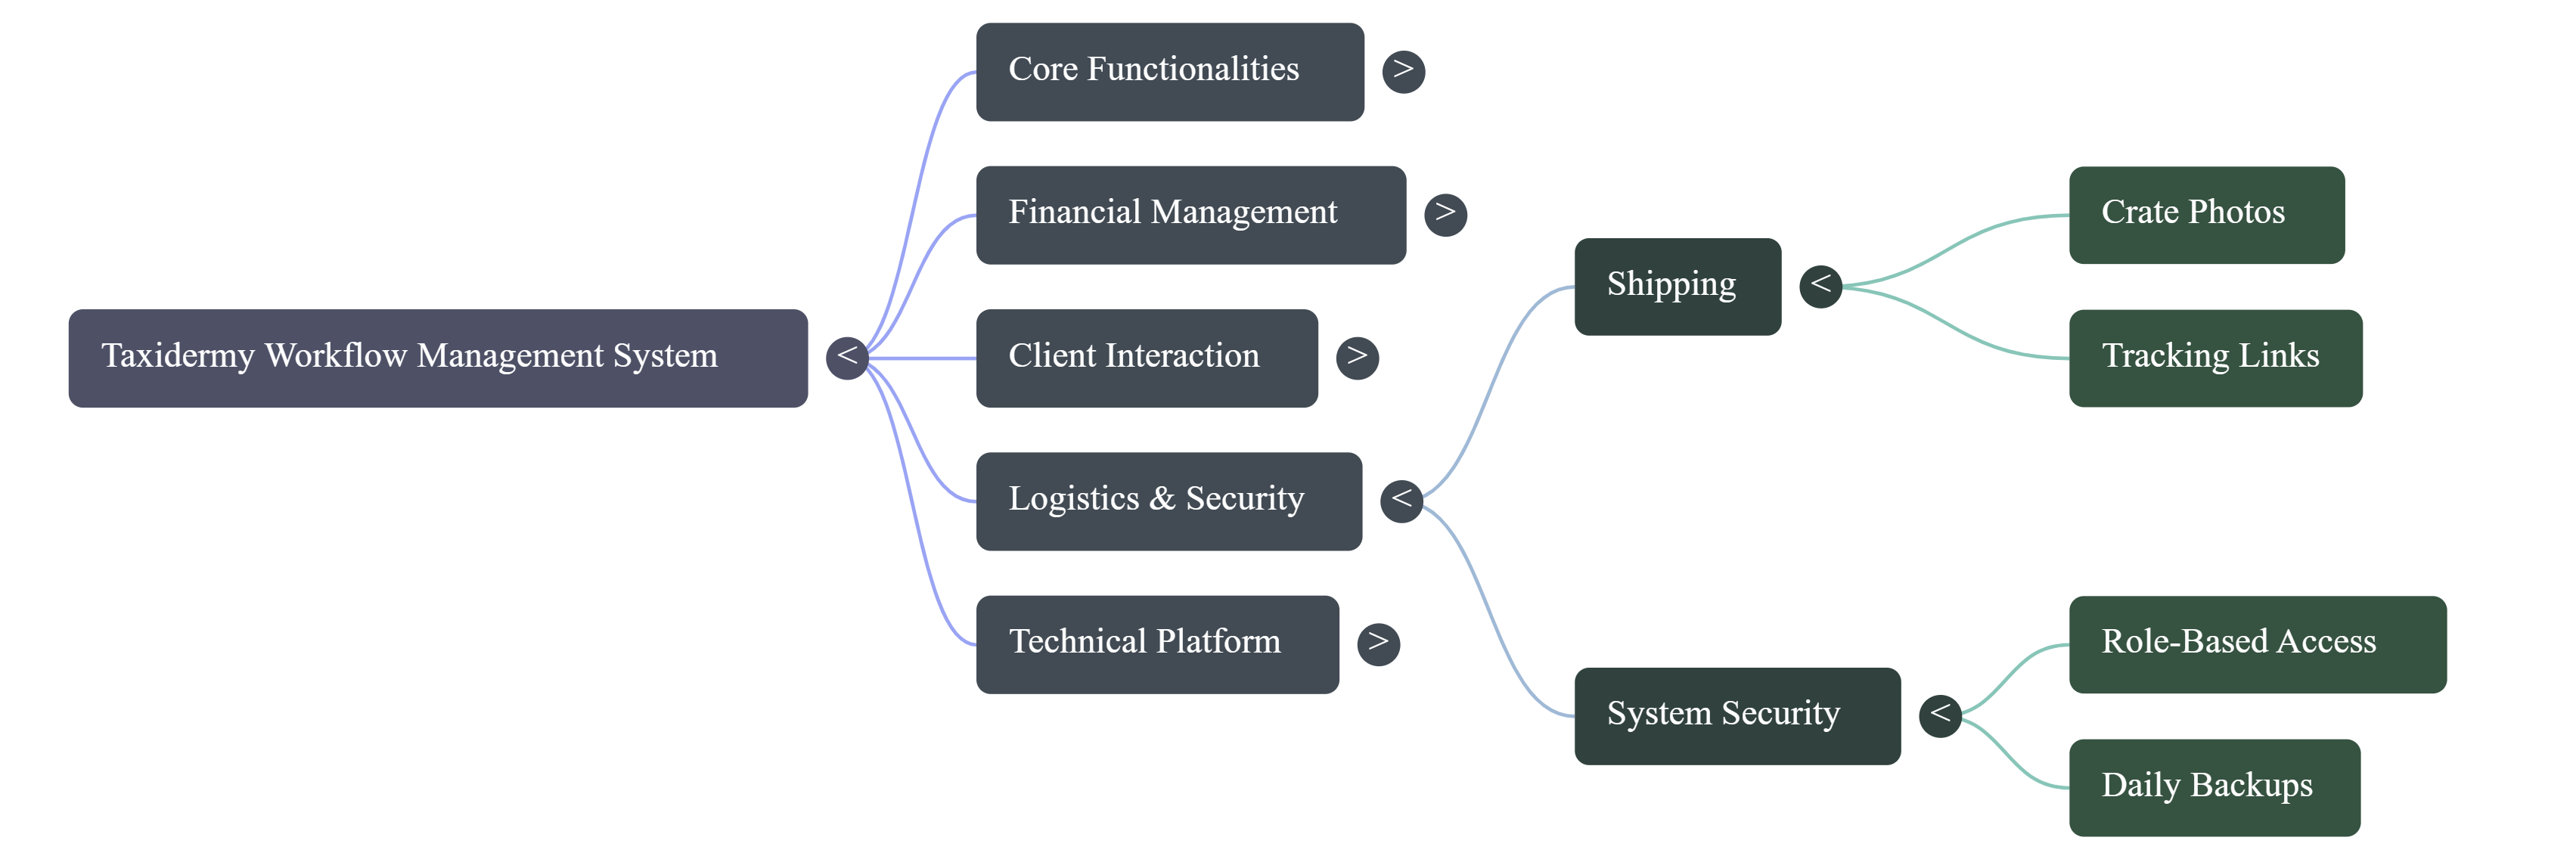 Taxidermy Workflow Management System
<
Core Functionalities
>
Financial Management
>
Client Interaction
>
Logistics & Security
<
Technical Platform
>
Shipping
<
Crate Photos
Tracking Links
System Security
<
Role-Based Access
Daily Backups